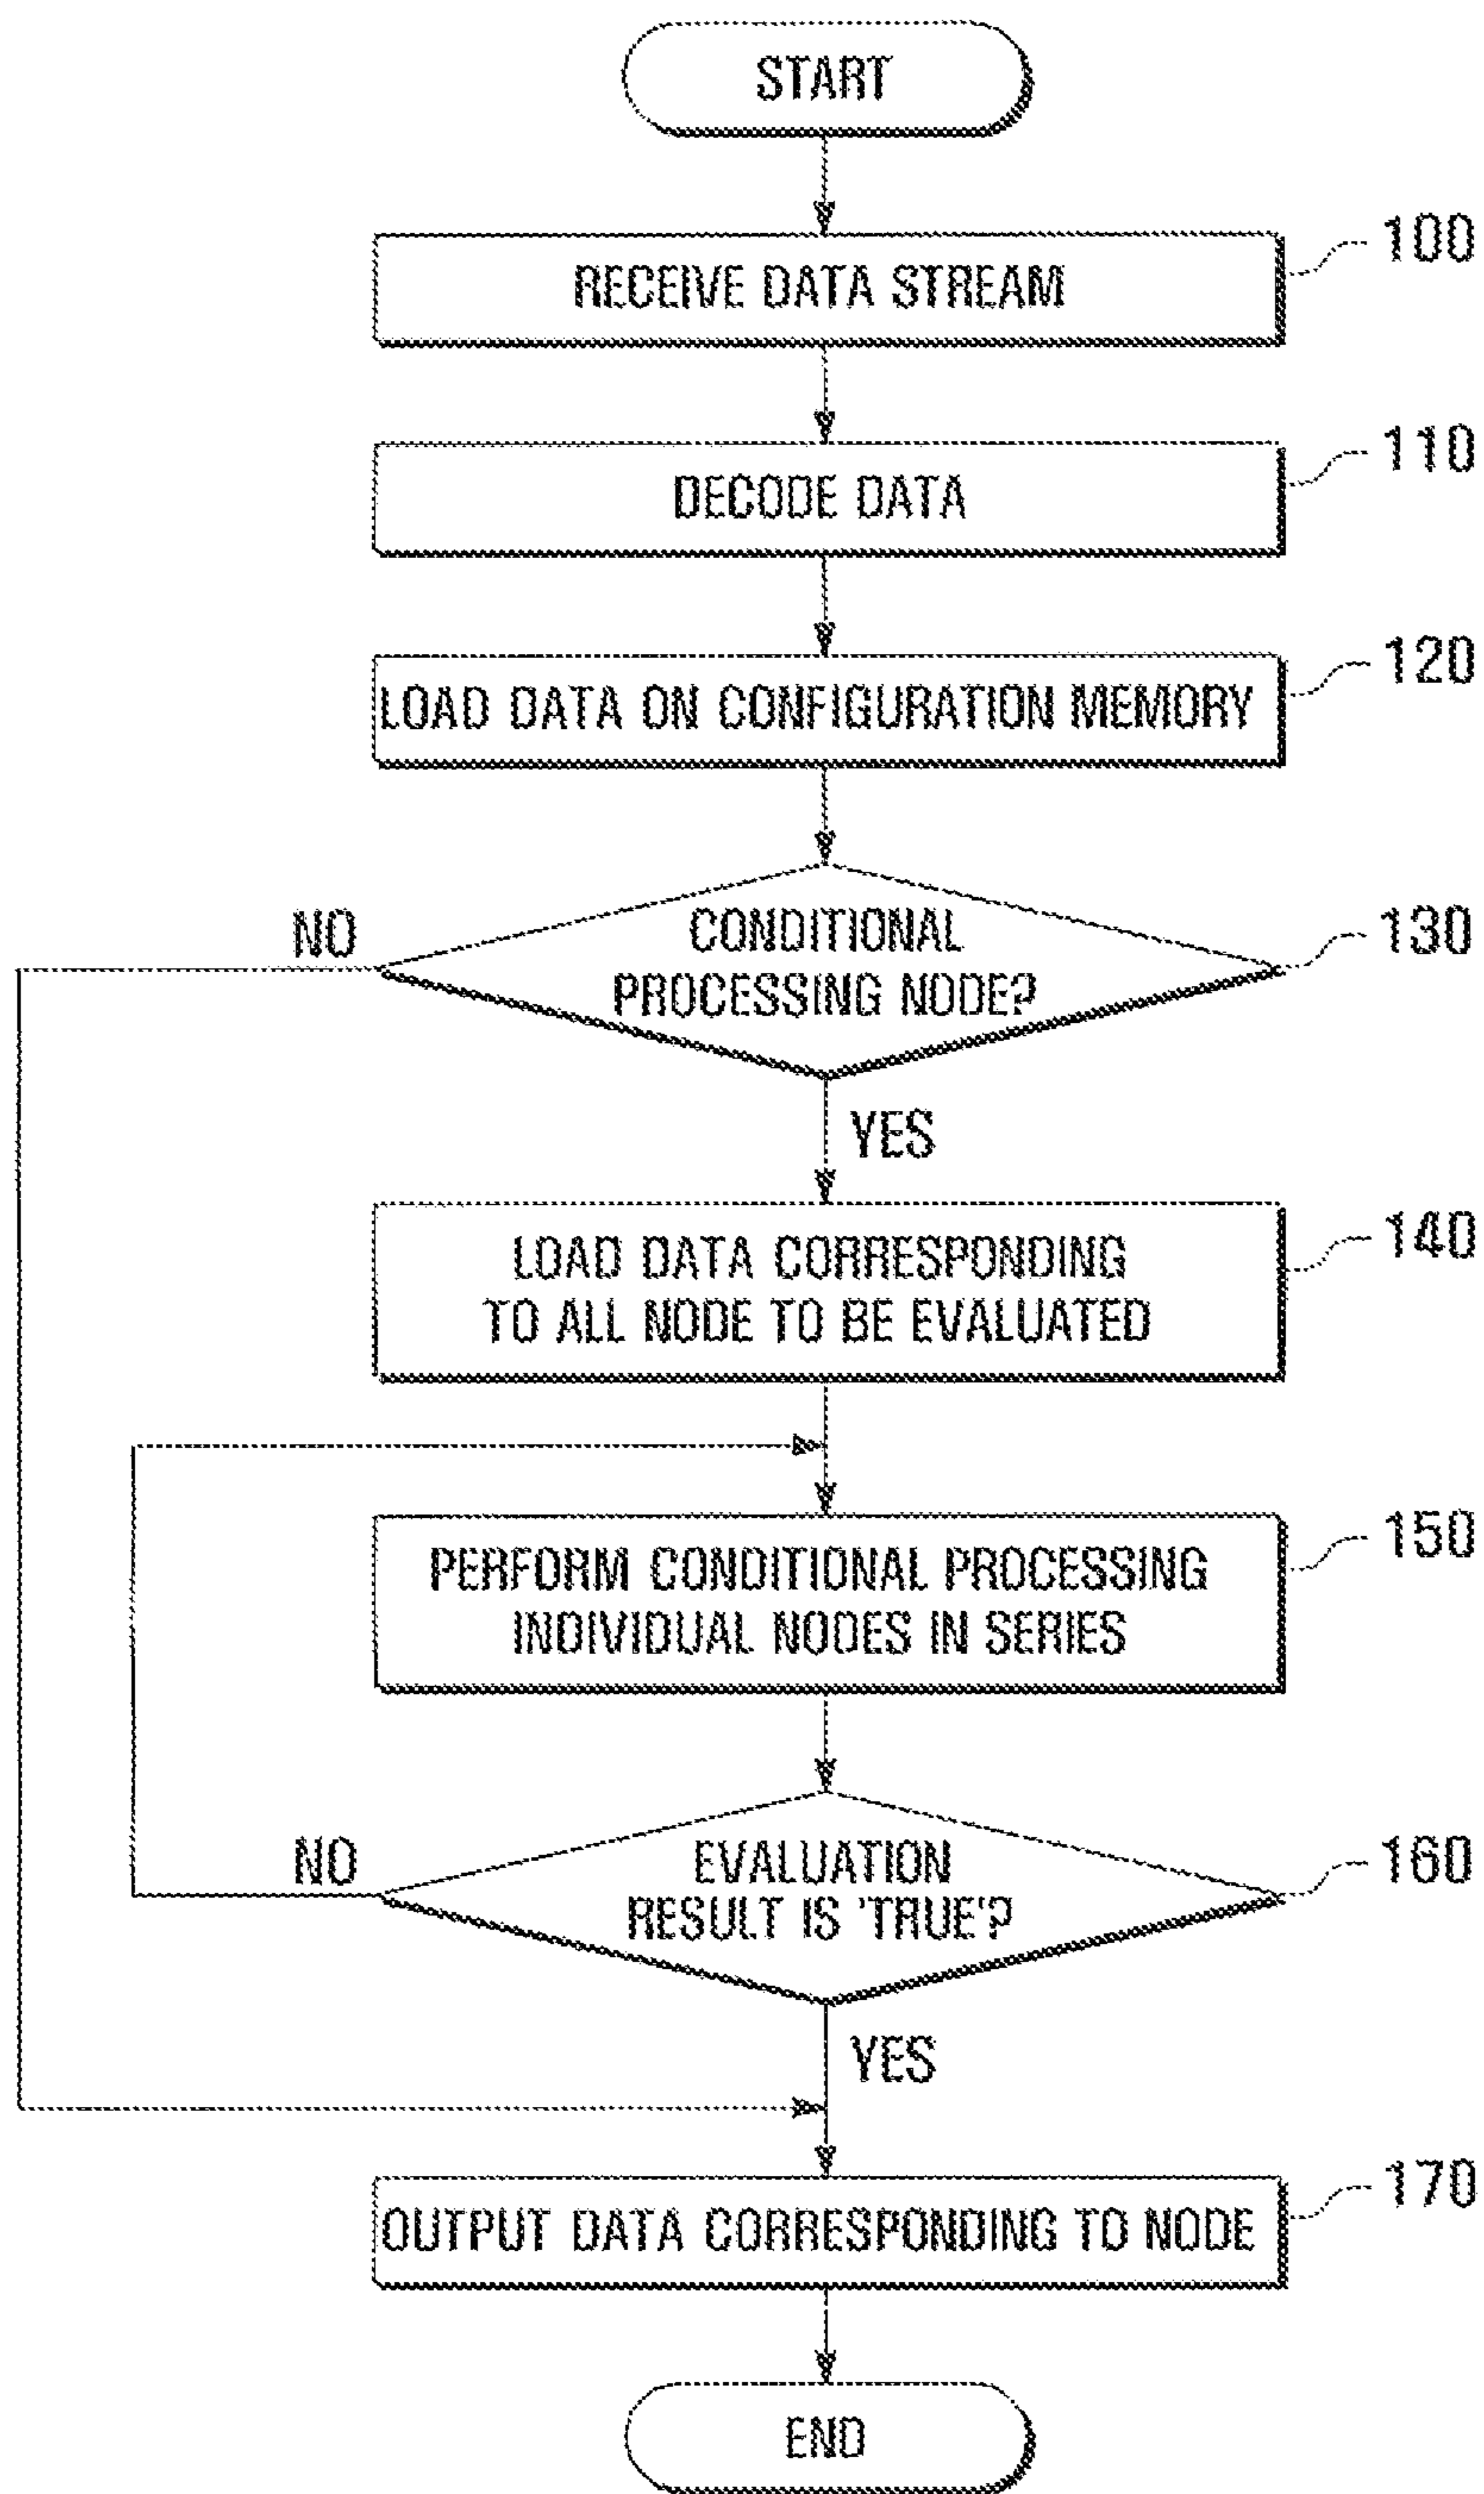 START
100
RECEIVE DATA STREAM
110
DECODE DATA
120
LOAD DATA ON CONFIGURATION MEMORY
130
NO
CONDITIONAL
PROCESSING NODE?
YES
140
LOAD DATA CORRESPONDING
TO ALL NODE TO BE EVALUATED
150
PERFORM CONDITIONAL PROCESSING
INDIVIDUAL NODES IN SERIES
160
NO
EVALUATION
RESULT IS 'TRUE'?
YES
170
OUTPUT DATA CORRESPONDING TO NODE
END